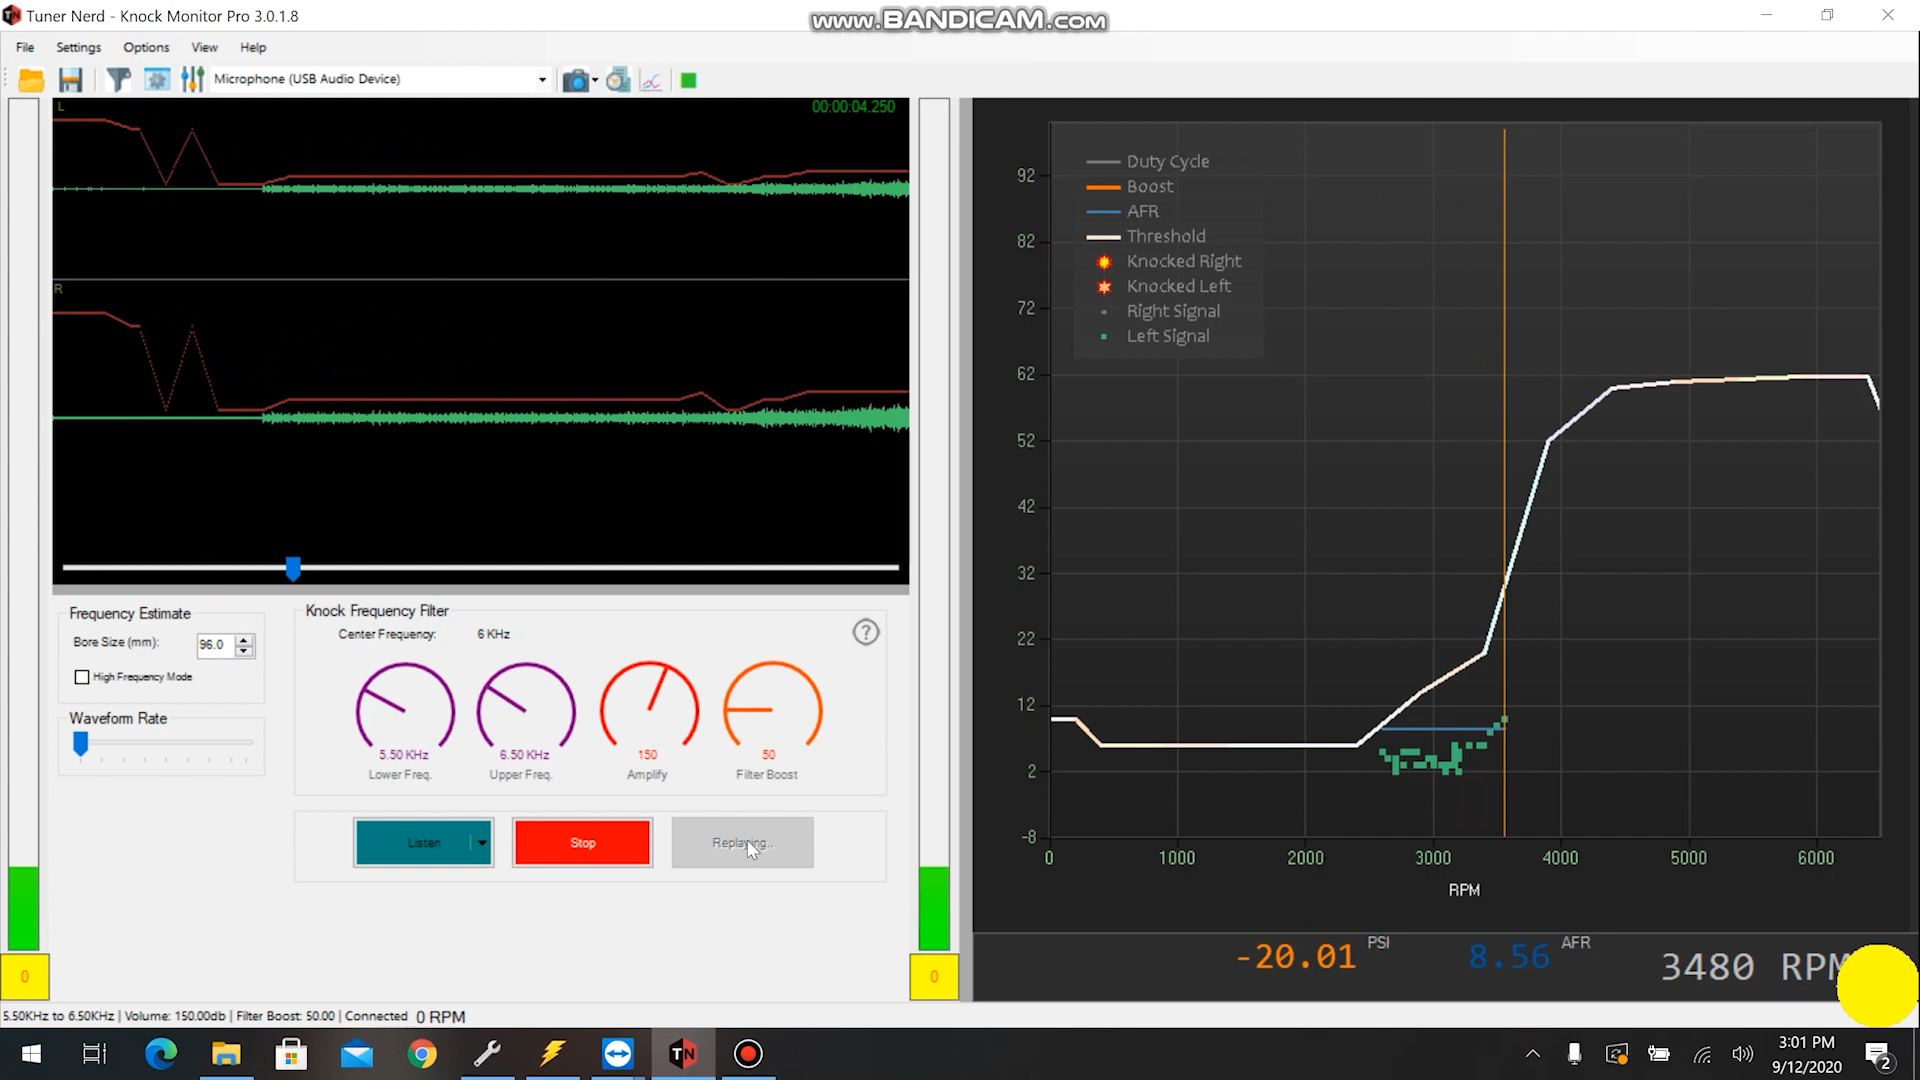 Tuner Nerd - Knock Monitor Pro 3.0.1.8
www.BANDICAM.com
File Settings Options View Help
Microphone (USB Audio Device)
L
00:00:04.250
R
Frequency Estimate
Bore Size (mm): 96.0
High Frequency Mode
Waveform Rate
Knock Frequency Filter
Center Frequency: 6 KHz
?
5.50 KHz 6.50 KHz 150 50
Lower Freq. Upper Freq. Amplify Filter Boost
Listen Stop Replaying..
0 0
5.50KHz to 6.50KHz | Volume: 150.00db | Filter Boost: 50.00 | Connected 0 RPM
Duty Cycle
Boost
AFR
Threshold
Knocked Right
Knocked Left
Right Signal
Left Signal
92
82
72
62
52
42
32
22
12
2
-8
0 1000 2000 3000 4000 5000 6000
RPM
-20.01 PSI 8.56 AFR 3480 RPM
TN
3:01 PM
9/12/2020
2